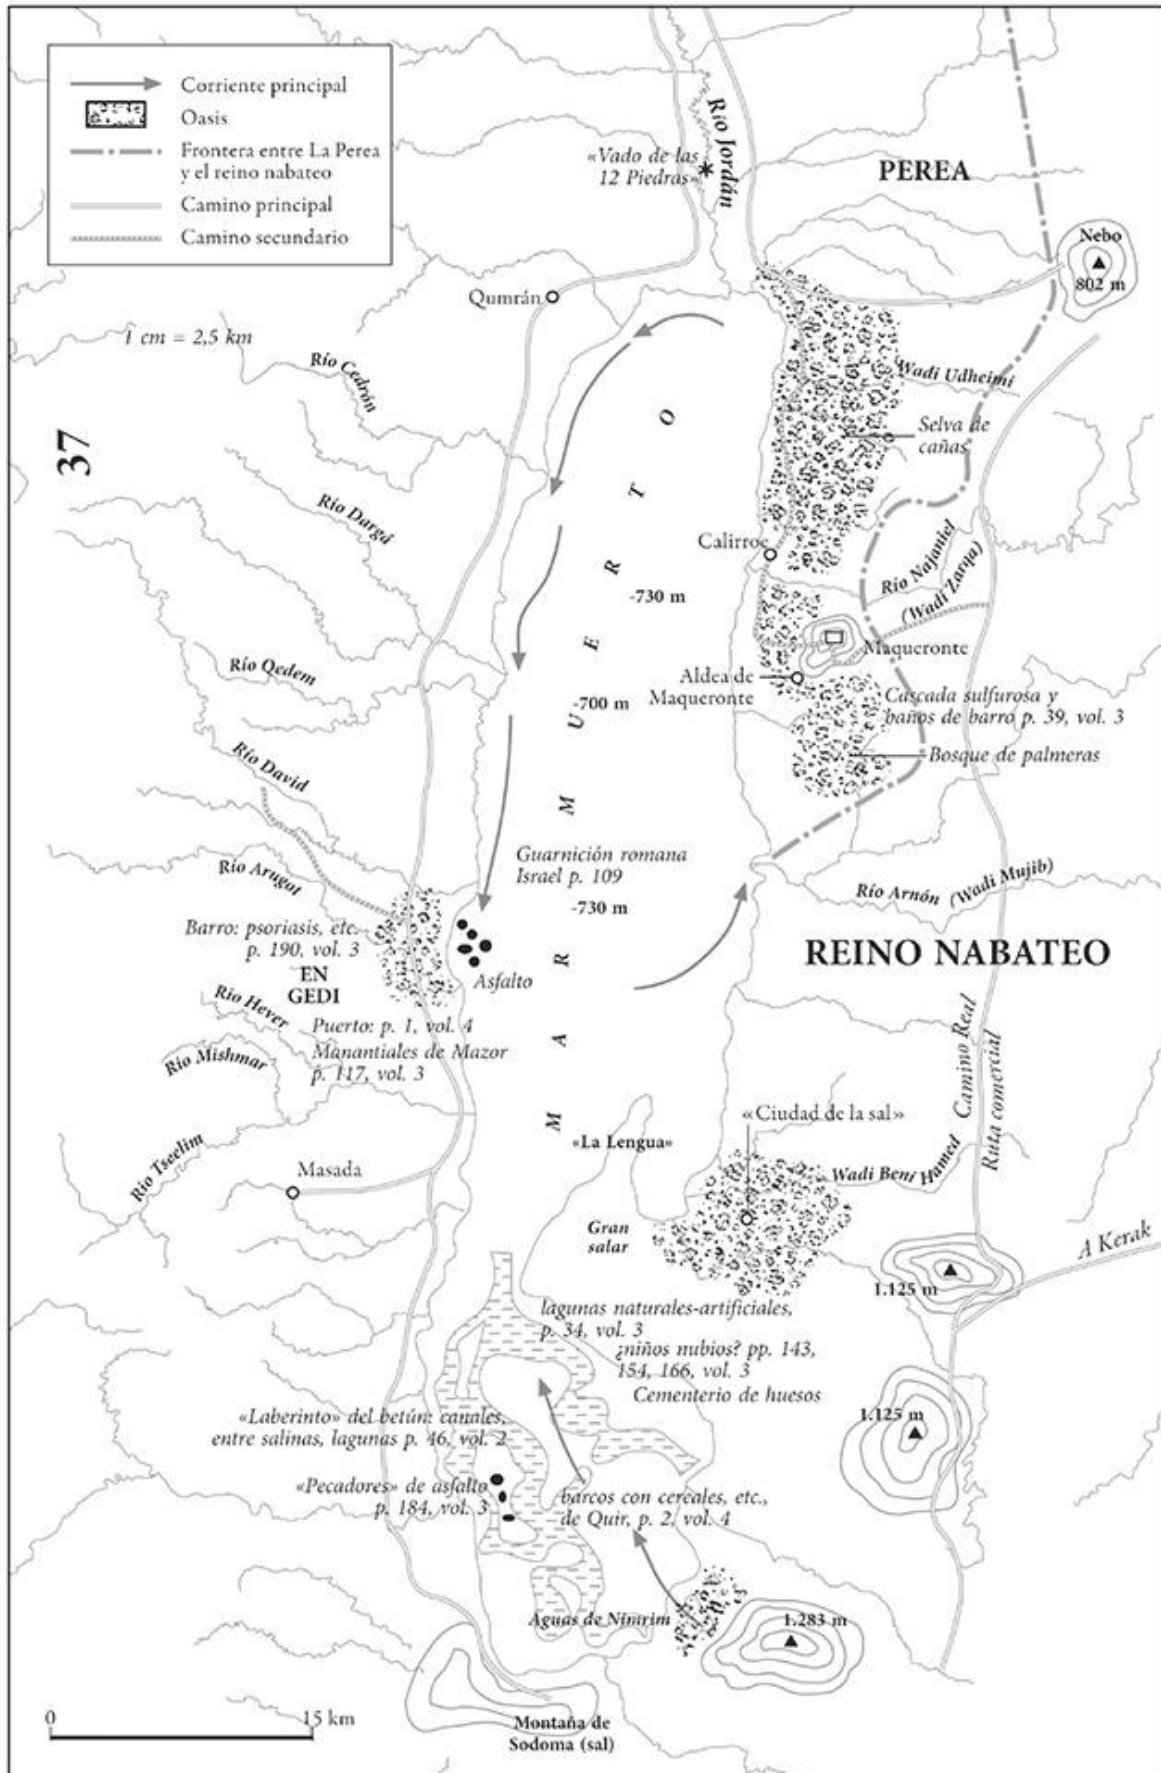 Corriente principal
Oasis
Frontera entre La Perea
y el reino nabateo
Camino principal
Camino secundario
Río Jordán
«Vado de las
12 Piedras»
PEREA
Nebo
802 m
Qumrán
1 cm = 2,5 km
Río Cedrón
Wadi Udheimi
37
Selva de
cañas
Río Durgá
Calirroe
Río Najaniel
(Wadi Zarqa)
-730 m
Maqueronte
Río Qedem
Aldea de
Maqueronte
-700 m
Cascada sulfurosa y
baños de barro p. 39, vol. 3
Río David
Bosque de palmeras
MAR MUERTO
Guarnición romana
Israel p. 109
Río Arugot
Río Arnón (Wadi Mujib)
-730 m
Barro: psoriasis, etc.
p. 190, vol. 3
REINO NABATEO
EN
GEDI
Asfalto
Río Hever
Puerto: p. 1, vol. 4
Río Mishmar
Manantiales de Mazor
p. 117, vol. 3
Camino Real
Ruta comercial
«Ciudad de la sal»
«La Lengua»
Río Tseelim
Masada
Wadi Beni Hamed
Gran
salar
A Kerak
1.125 m
lagunas naturales-artificiales,
p. 34, vol. 3
¿niños nubios? pp. 143,
154, 166, vol. 3
Cementerio de huesos
«Laberinto» del betún: canales,
entre salinas, lagunas p. 46, vol. 2
1.125 m
«Pecadores» de asfalto
p. 184, vol. 3
barcos con cereales, etc.,
de Quir, p. 2, vol. 4
Aguas de Nimrim
1.283 m
0
15 km
Montaña de
Sodoma (sal)